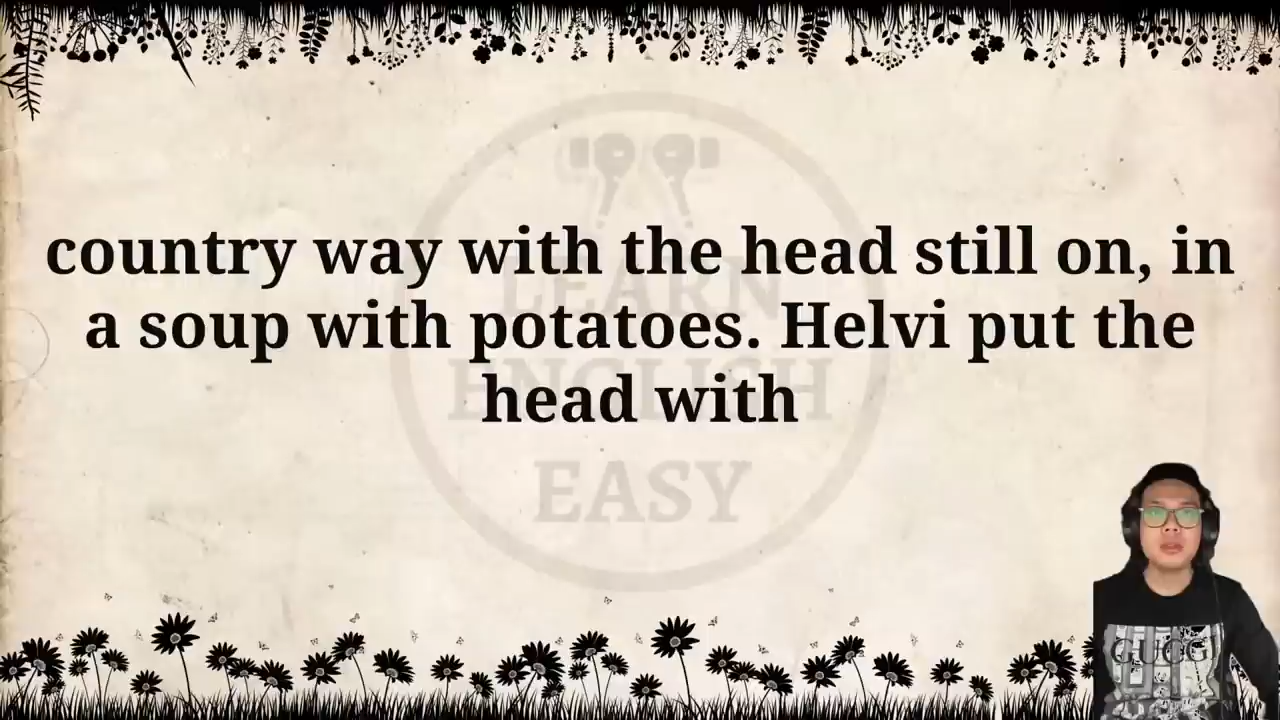 country way with the head still on, in
a soup with potatoes. Helvi put the
head with
LEARN
ENGLISH
EASY
GUCCI